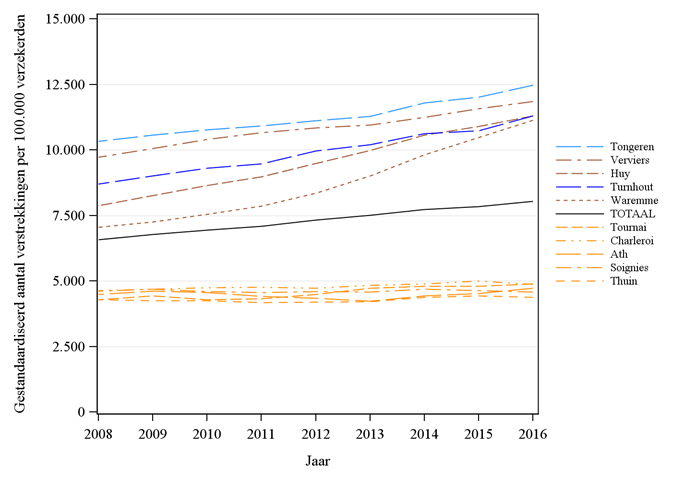 Gestandaardiseerd aantal verstrekkingen per 100.000 verzekerden
15.000
12.500
10.000
7.500
5.000
2.500
0
2008 2009 2010 2011 2012 2013 2014 2015 2016
Jaar
Tongeren
Verviers
Huy
Turnhout
Waremme
TOTAAL
Tournai
Charleroi
Ath
Soignies
Thuin